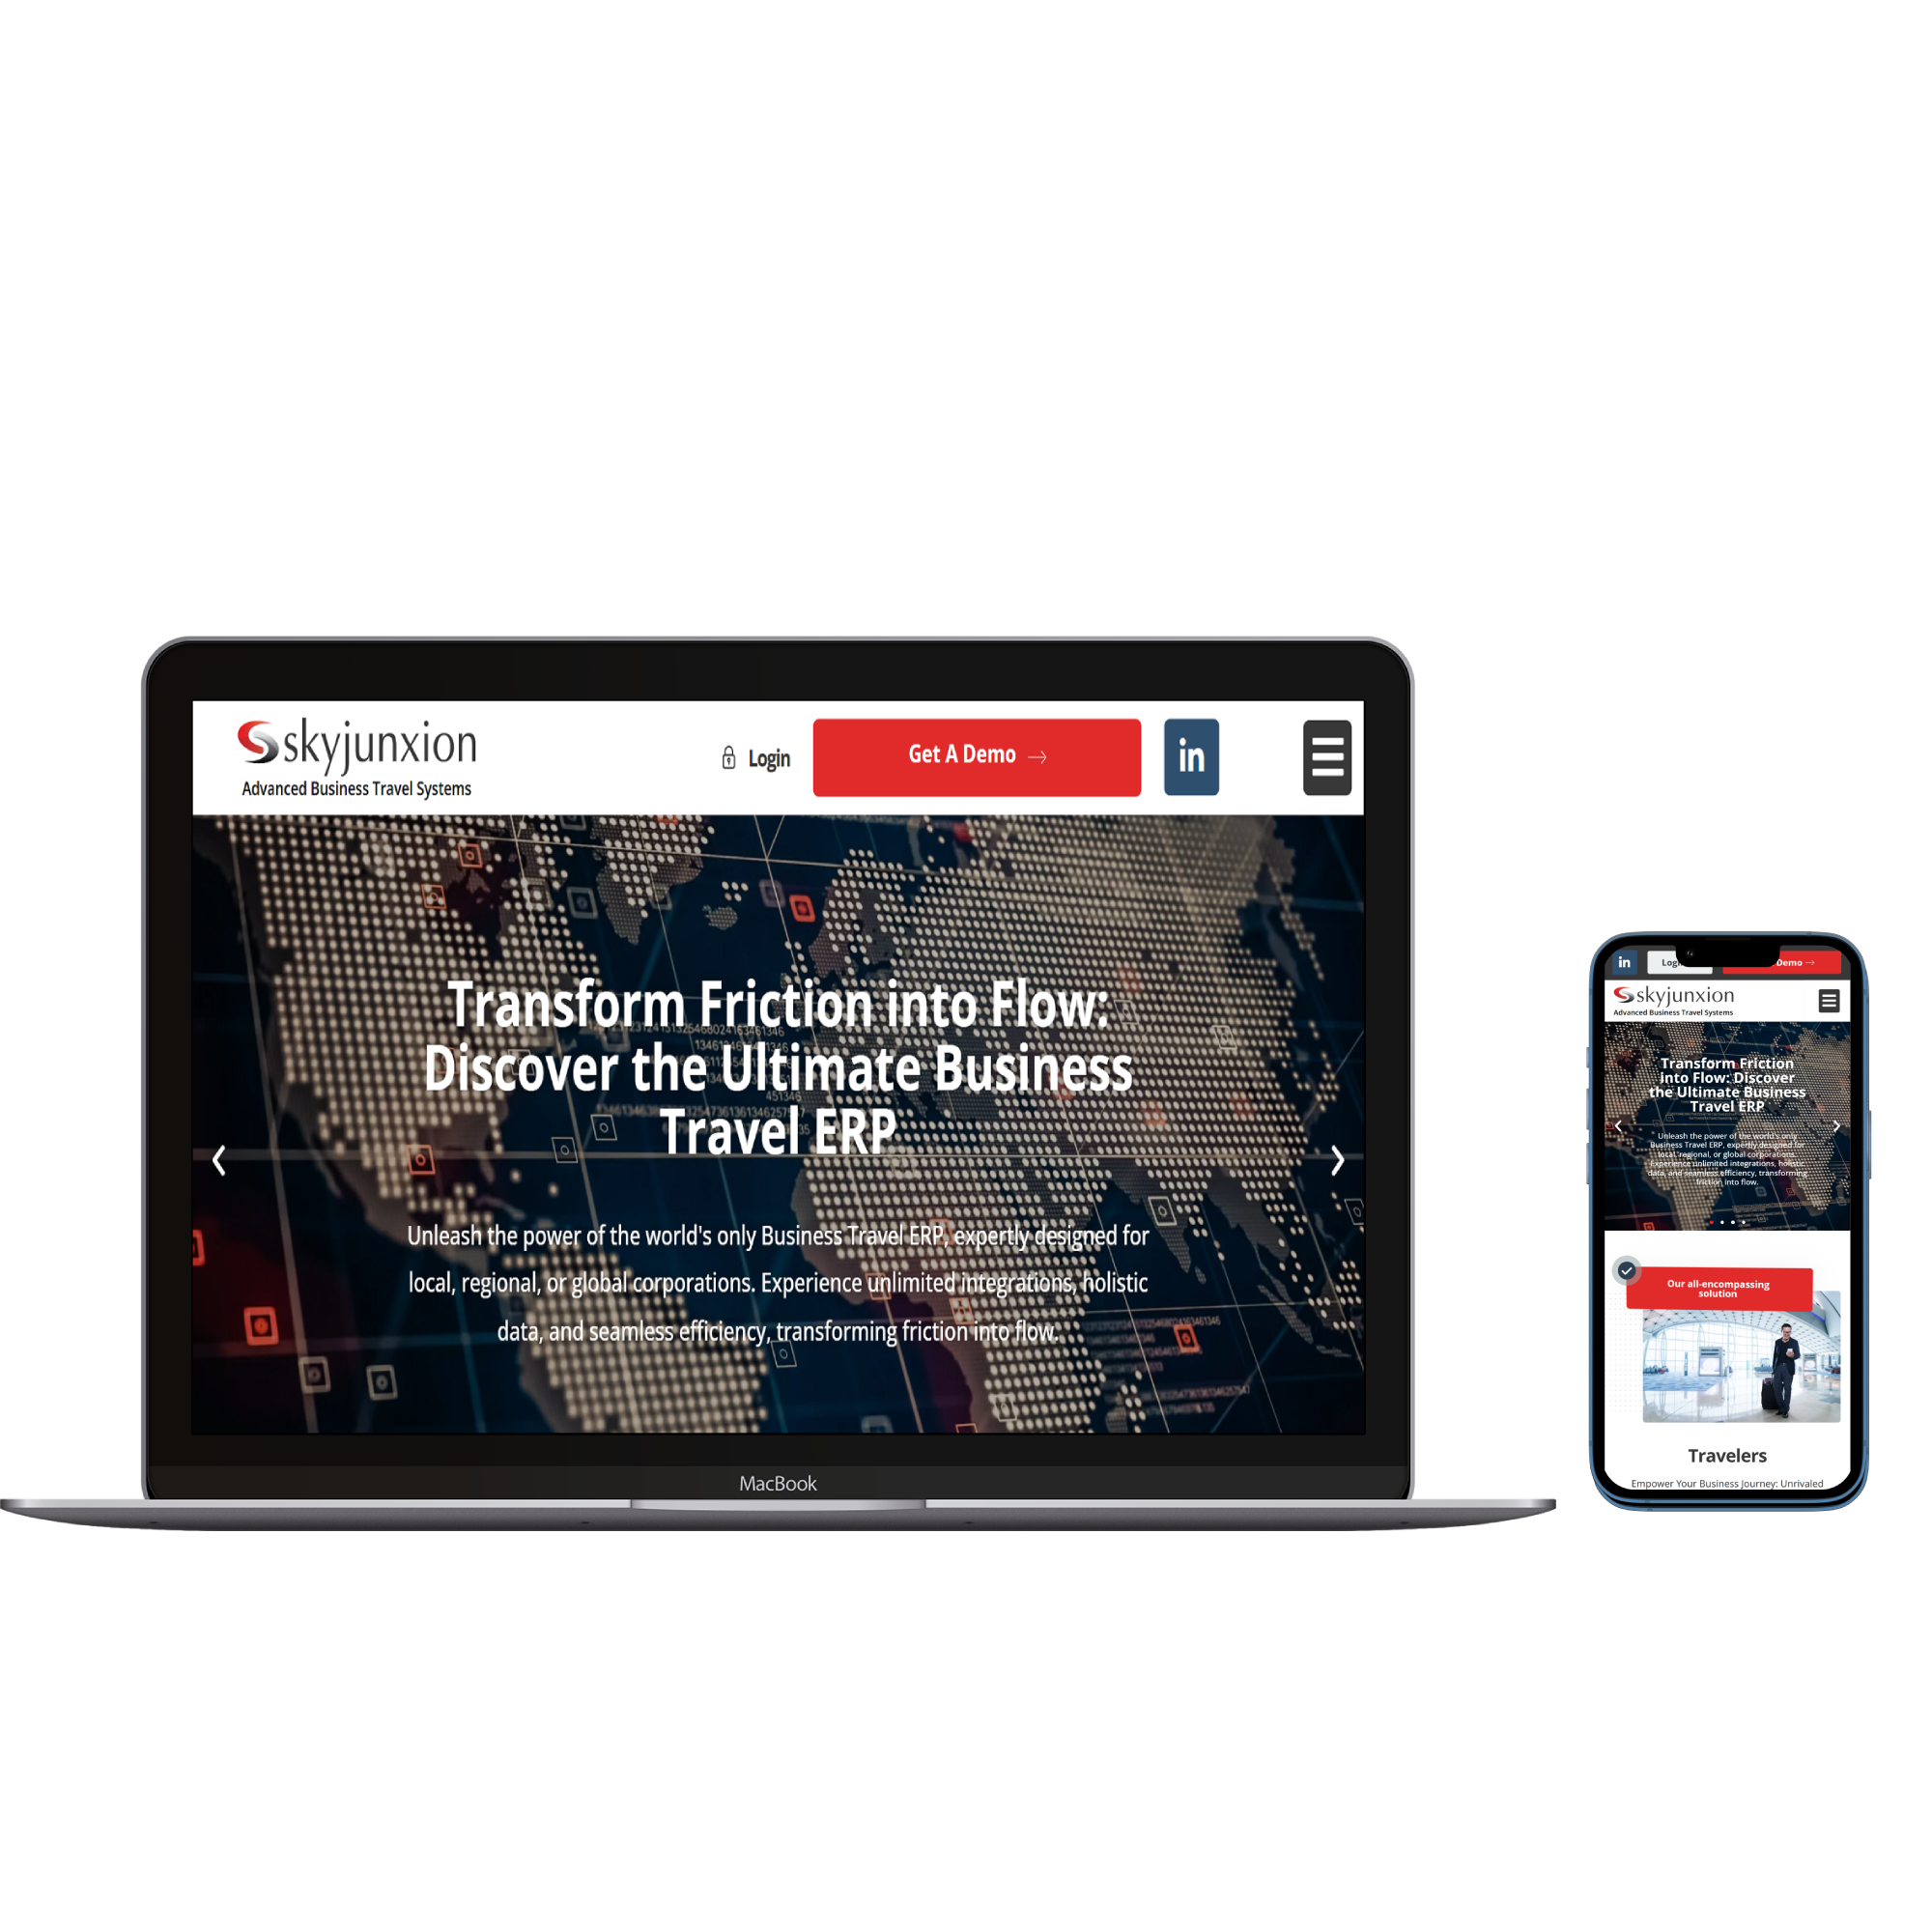 skyjunxion
Advanced Business Travel Systems
Login
Get A Demo →
in
Transform Friction into Flow:
Discover the Ultimate Business
Travel ERP
Unleash the power of the world's only Business Travel ERP, expertly designed for
local, regional, or global corporations. Experience unlimited integrations, holistic
data, and seamless efficiency, transforming friction into flow.
MacBook
in
Demo →
skyjunxion
Advanced Business Travel Systems
Transform Friction
into Flow: Discover
the Ultimate Business
Travel ERP
Unleash the power of the world's only
Business Travel ERP, expertly designed for
local, regional, or global corporations.
Experience unlimited integrations, holistic
data, and seamless efficiency, transforming
friction into flow.
Our all-encompassing
solution
Travelers
Empower Your Business Journey: Unrivaled